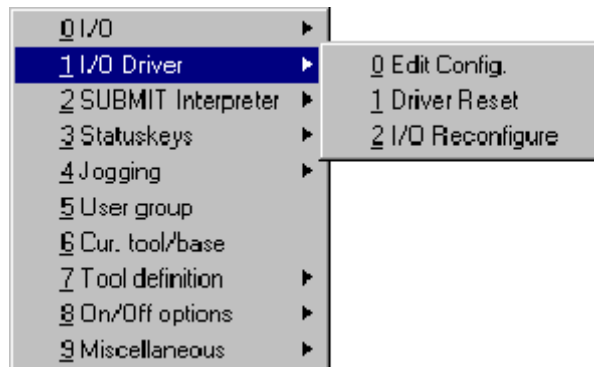 0 I/O
1 I/O Driver
2 SUBMIT Interpreter
3 Statuskeys
4 Jogging
5 User group
6 Cur. tool/base
7 Tool definition
8 On/Off options
9 Miscellaneous
0 Edit Config.
1 Driver Reset
2 I/O Reconfigure